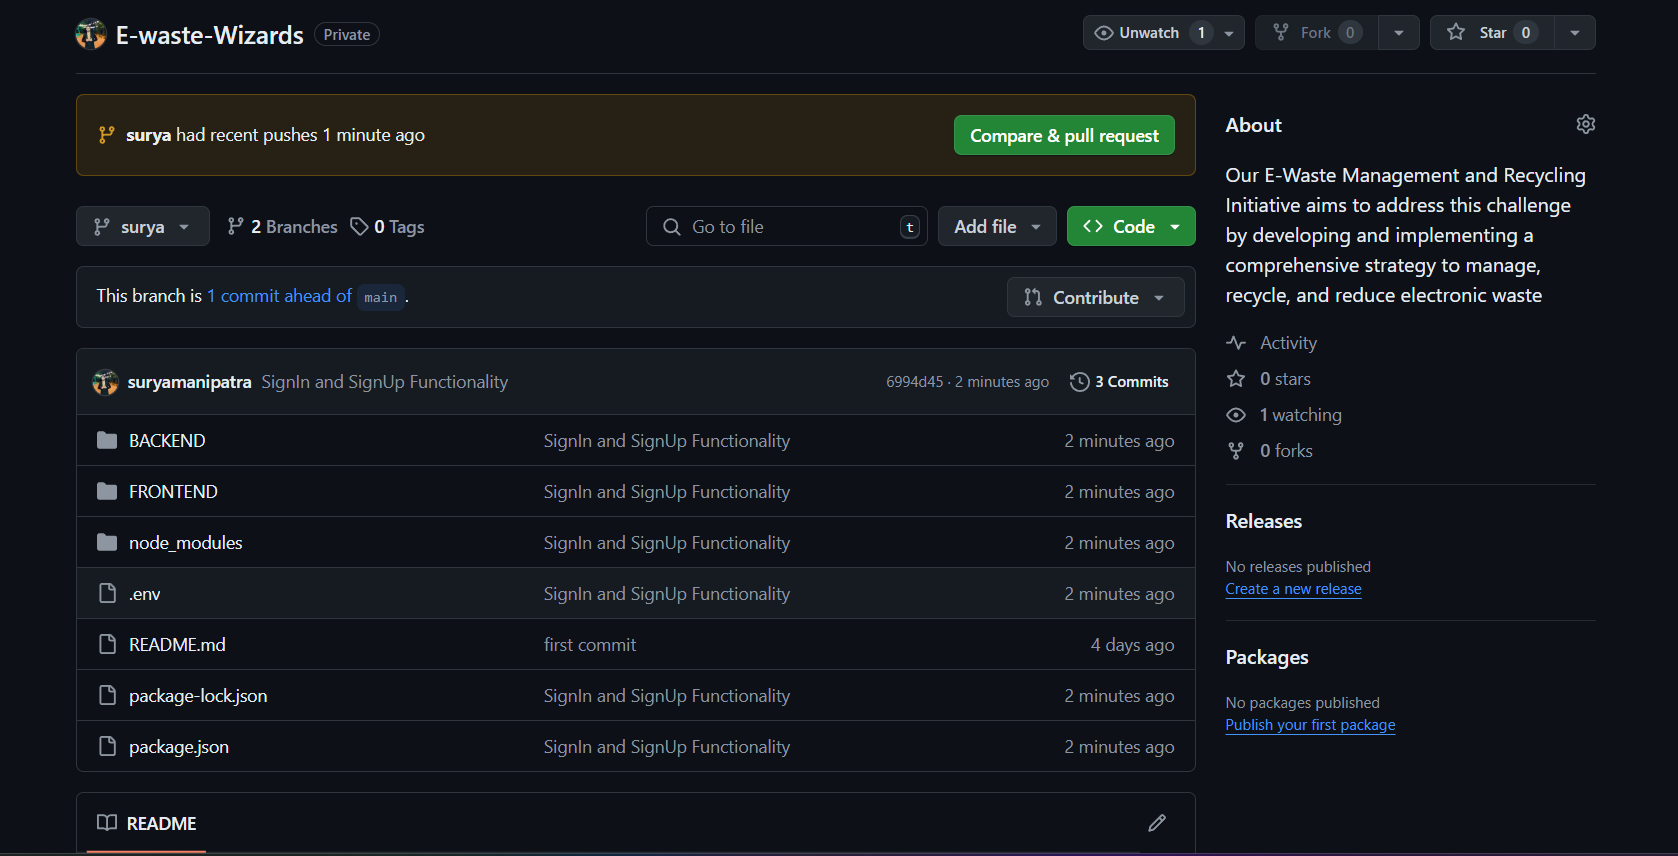 E-waste-Wizards Private
Unwatch 1
Fork 0
Star 0
surya had recent pushes 1 minute ago
Compare & pull request
surya
2 Branches
0 Tags
Go to file t
Add file
Code
This branch is 1 commit ahead of main .
Contribute
suryamanipatra SignIn and SignUp Functionality 6994d45 · 2 minutes ago 3 Commits
BACKEND SignIn and SignUp Functionality 2 minutes ago
FRONTEND SignIn and SignUp Functionality 2 minutes ago
node_modules SignIn and SignUp Functionality 2 minutes ago
.env SignIn and SignUp Functionality 2 minutes ago
README.md first commit 4 days ago
package-lock.json SignIn and SignUp Functionality 2 minutes ago
package.json SignIn and SignUp Functionality 2 minutes ago
README
About
Our E-Waste Management and Recycling
Initiative aims to address this challenge
by developing and implementing a
comprehensive strategy to manage,
recycle, and reduce electronic waste
Activity
0 stars
1 watching
0 forks
Releases
No releases published
Create a new release
Packages
No packages published
Publish your first package